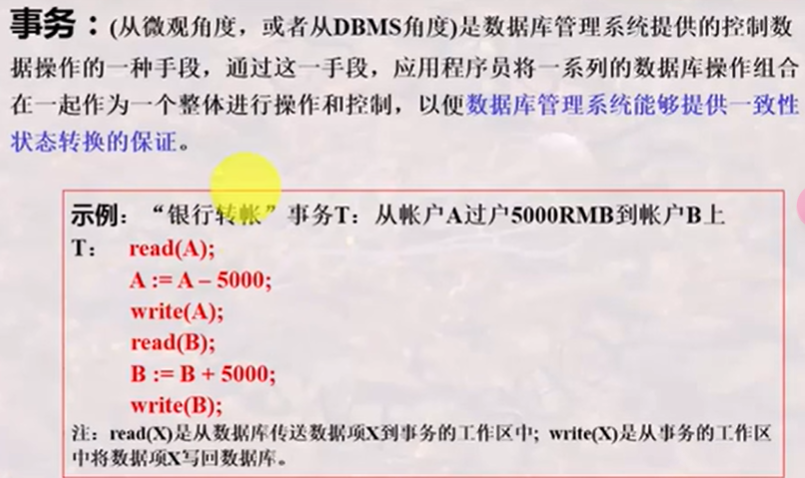 事务：(从微观角度，或者从DBMS角度)是数据库管理系统提供的控制数
据操作的一种手段，通过这一手段，应用程序员将一系列的数据库操作组合
在一起作为一个整体进行操作和控制，以便数据库管理系统能够提供一致性
状态转换的保证。
示例：“银行转帐”事务T：从帐户A过户5000RMB到帐户B上
T： read(A);
A := A – 5000;
write(A);
read(B);
B := B + 5000;
write(B);
注：read(X)是从数据库传送数据项X到事务的工作区中; write(X)是从事务的工作区
中将数据项X写回数据库。